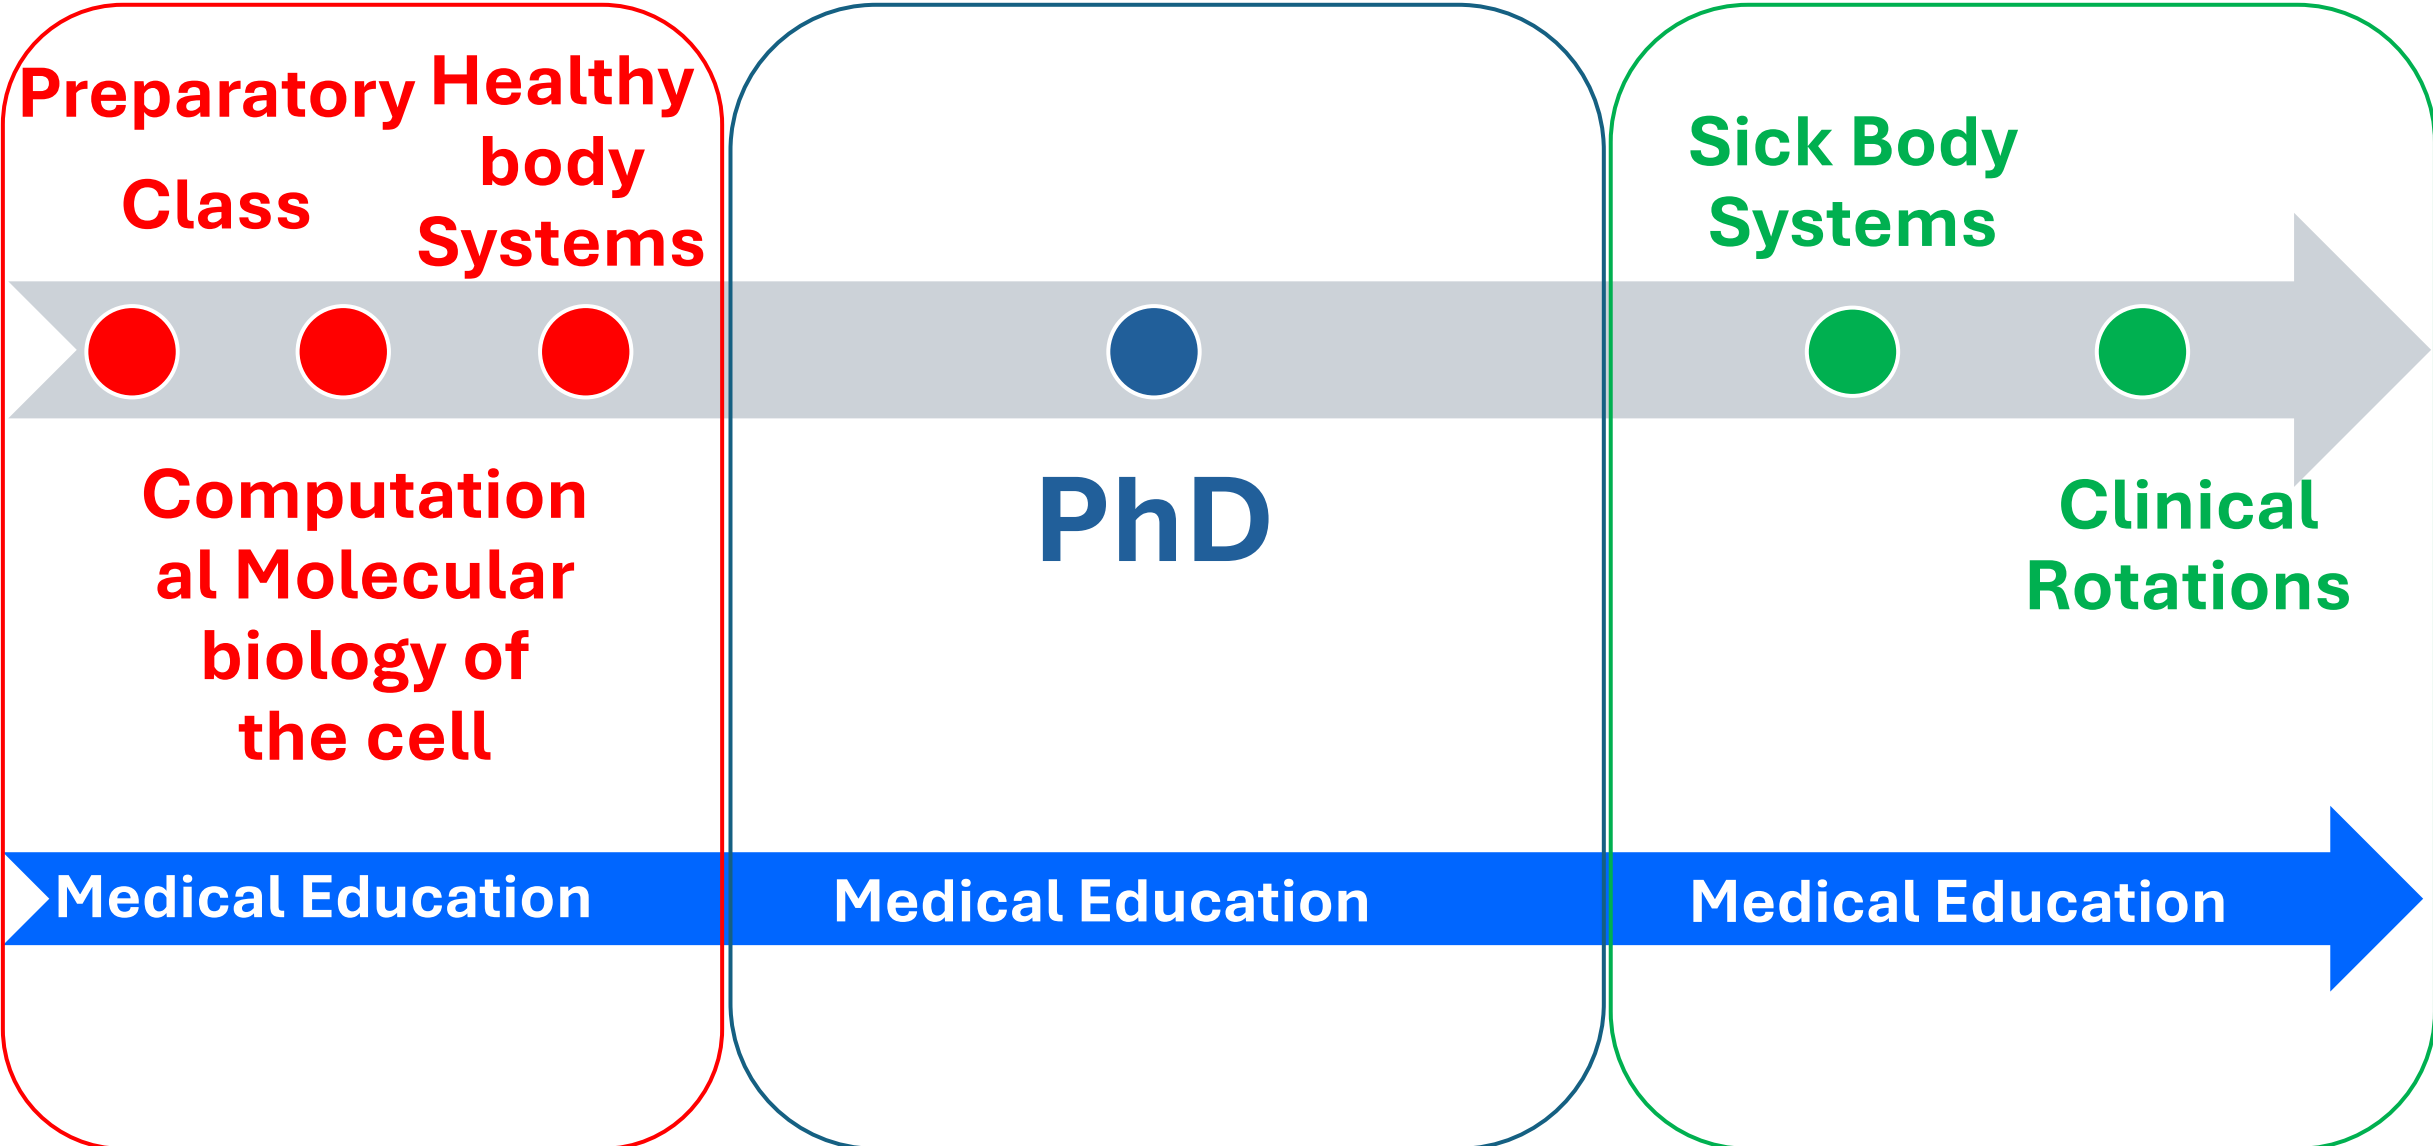 Preparatory
Class
Healthy
body
Systems
Sick Body
Systems
Computation
al Molecular
biology of
the cell
PhD
Clinical
Rotations
Medical Education
Medical Education
Medical Education